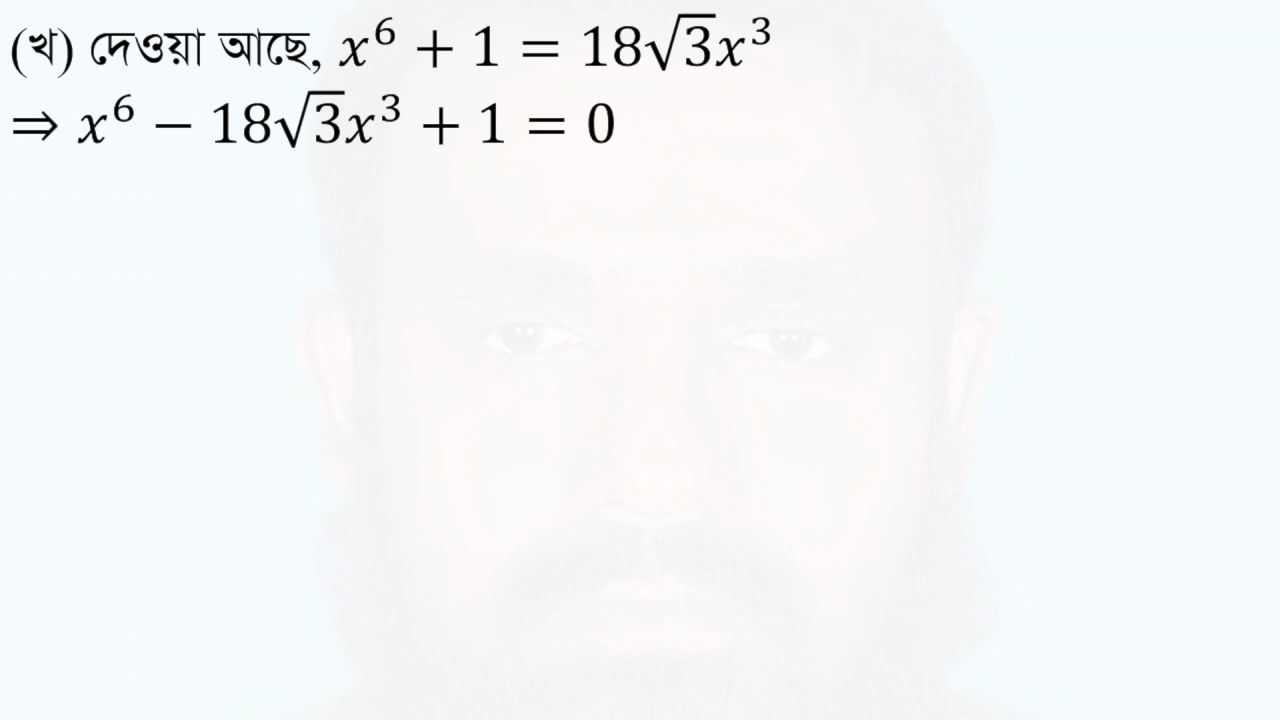 (খ) দেওয়া আছে, x⁶ + 1 = 18√3x³
⇒ x⁶ − 18√3x³ + 1 = 0